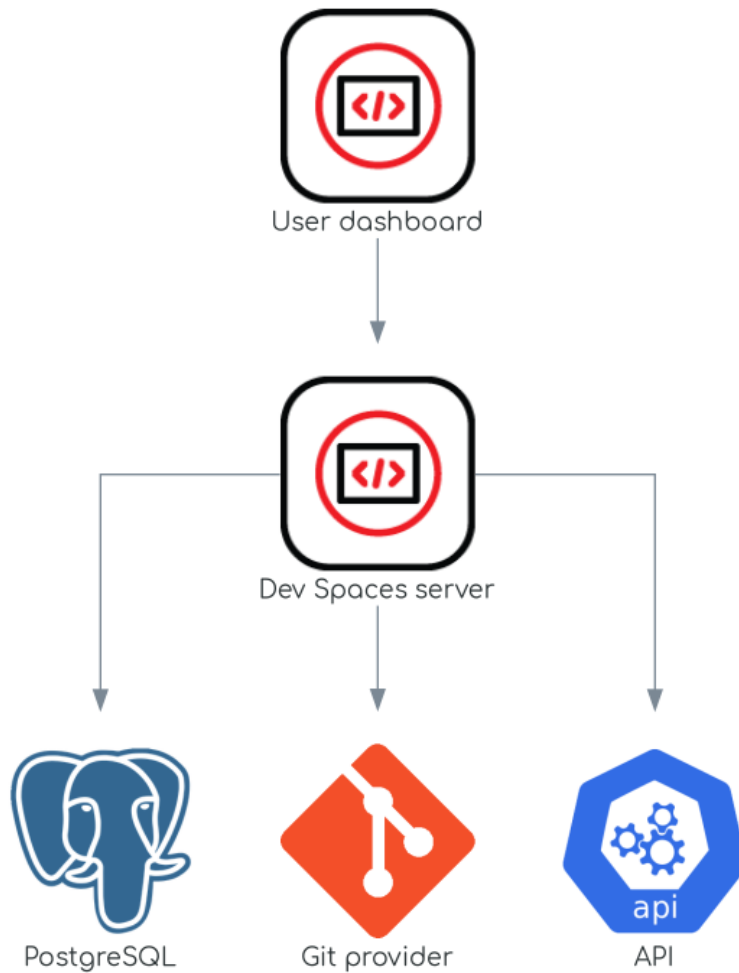 </>
User dashboard
</>
Dev Spaces server
PostgreSQL
Git provider
api
API